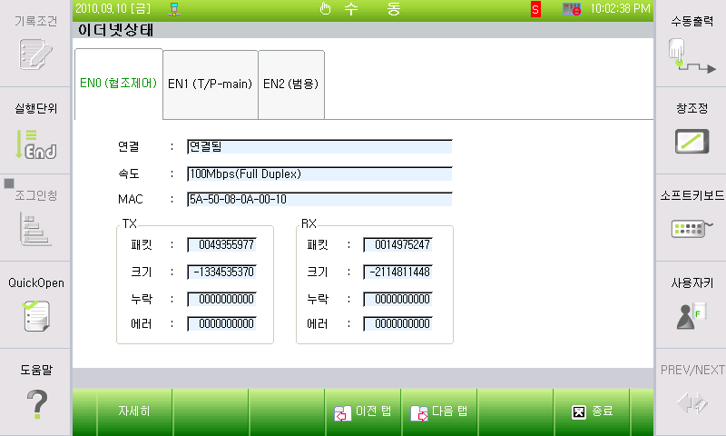 2010,09,10 [금] 수 동 S 10:02:38 PM
이더넷상태
기록조건
실행단위
End
조그인칭
QuickOpen
도움말
EN0 (협조제어) EN1 (T/P-main) EN2 (범용)
연결 : 연결됨
속도 : 100Mbps(Full Duplex)
MAC : 5A-50-08-0A-00-10
TX
패킷 : 0049355977
크기 : -1334535370
누락 : 0000000000
에러 : 0000000000
RX
패킷 : 0014975247
크기 : -2114811448
누락 : 0000000000
에러 : 0000000000
수동출력
창조정
소프트키보드
사용자키
F
PREV/NEXT
자세히 이전 탭 다음 탭 종료